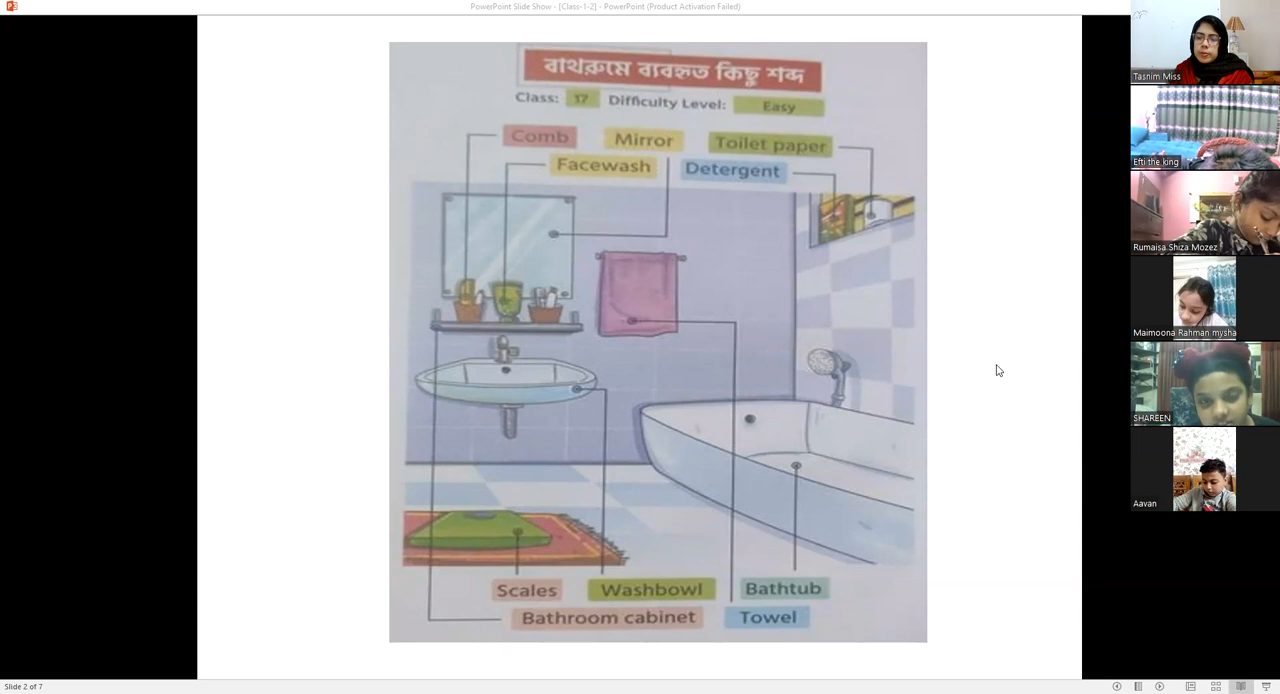 PowerPoint Slide Show - [Class-1-2] - PowerPoint (Product Activation Failed)
বাথরুমে ব্যবহৃত কিছু শব্দ
Class: 17 Difficulty Level: Easy
Comb Mirror Toilet paper
Facewash Detergent
Scales Washbowl Bathtub
Bathroom cabinet Towel
Tasnim Miss
Efti the king
Rumaisa Shiza Mozez
Maimoona Rahman mysha
SHAREEN
Aavan
Slide 2 of 7